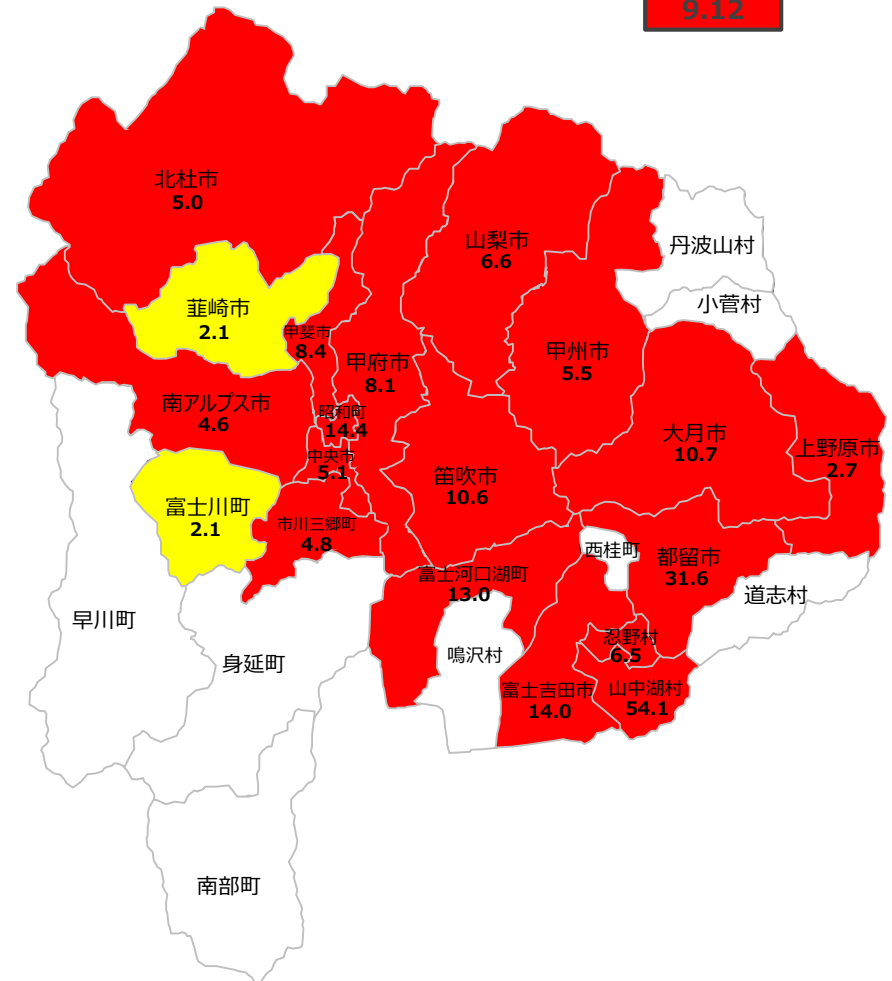 9.12
北杜市
5.0
山梨市
6.6
丹波山村
小菅村
韮崎市
2.1
甲斐市
8.4
甲府市
8.1
甲州市
5.5
南アルプス市
4.6
昭和町
14.4
大月市
10.7
上野原市
2.7
中央市
5.1
笛吹市
10.6
富士川町
2.1
市川三郷町
4.8
西桂町
都留市
31.6
富士河口湖町
13.0
道志村
早川町
身延町
鳴沢村
忍野村
6.5
富士吉田市
14.0
山中湖村
54.1
南部町